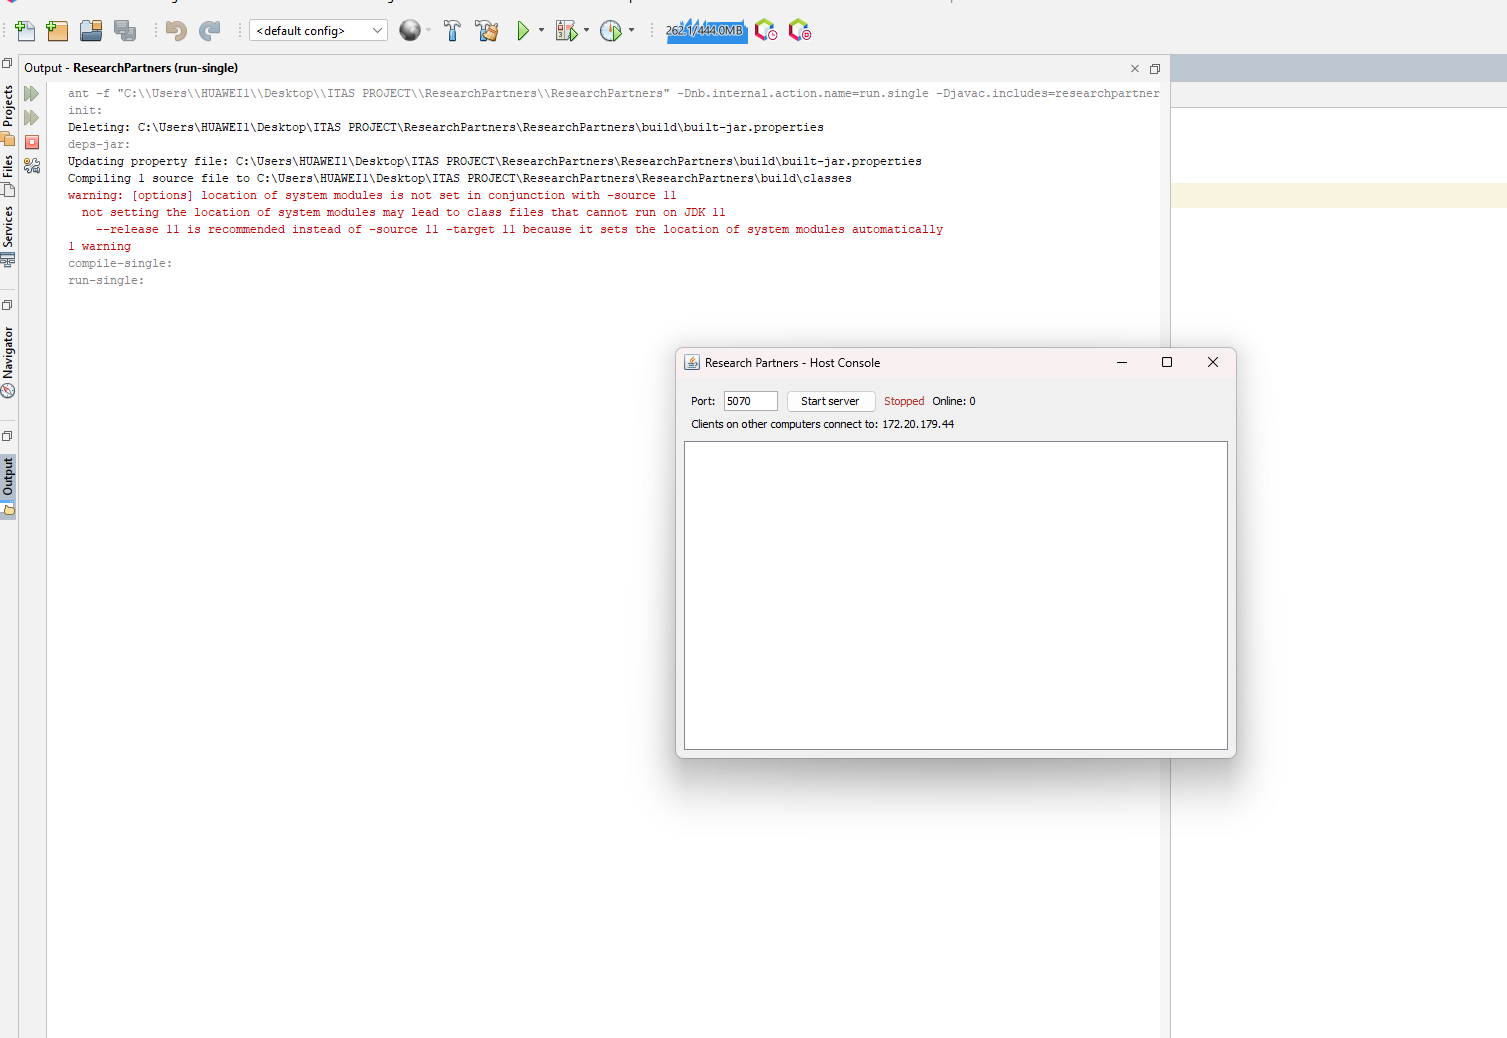 <default config>
262.1/444.0MB
Output - ResearchPartners (run-single)
Projects
Files
Services
Navigator
Output
ant -f "C:\\Users\\HUAWEI1\\Desktop\\ITAS PROJECT\\ResearchPartners\\ResearchPartners" -Dnb.internal.action.name=run.single -Djavac.includes=researchpartner
init:
Deleting: C:\Users\HUAWEI1\Desktop\ITAS PROJECT\ResearchPartners\ResearchPartners\build\built-jar.properties
deps-jar:
Updating property file: C:\Users\HUAWEI1\Desktop\ITAS PROJECT\ResearchPartners\ResearchPartners\build\built-jar.properties
Compiling 1 source file to C:\Users\HUAWEI1\Desktop\ITAS PROJECT\ResearchPartners\ResearchPartners\build\classes
warning: [options] location of system modules is not set in conjunction with -source 11
not setting the location of system modules may lead to class files that cannot run on JDK 11
--release 11 is recommended instead of -source 11 -target 11 because it sets the location of system modules automatically
1 warning
compile-single:
run-single:
Research Partners - Host Console
Port: 5070 Start server Stopped Online: 0
Clients on other computers connect to: 172.20.179.44